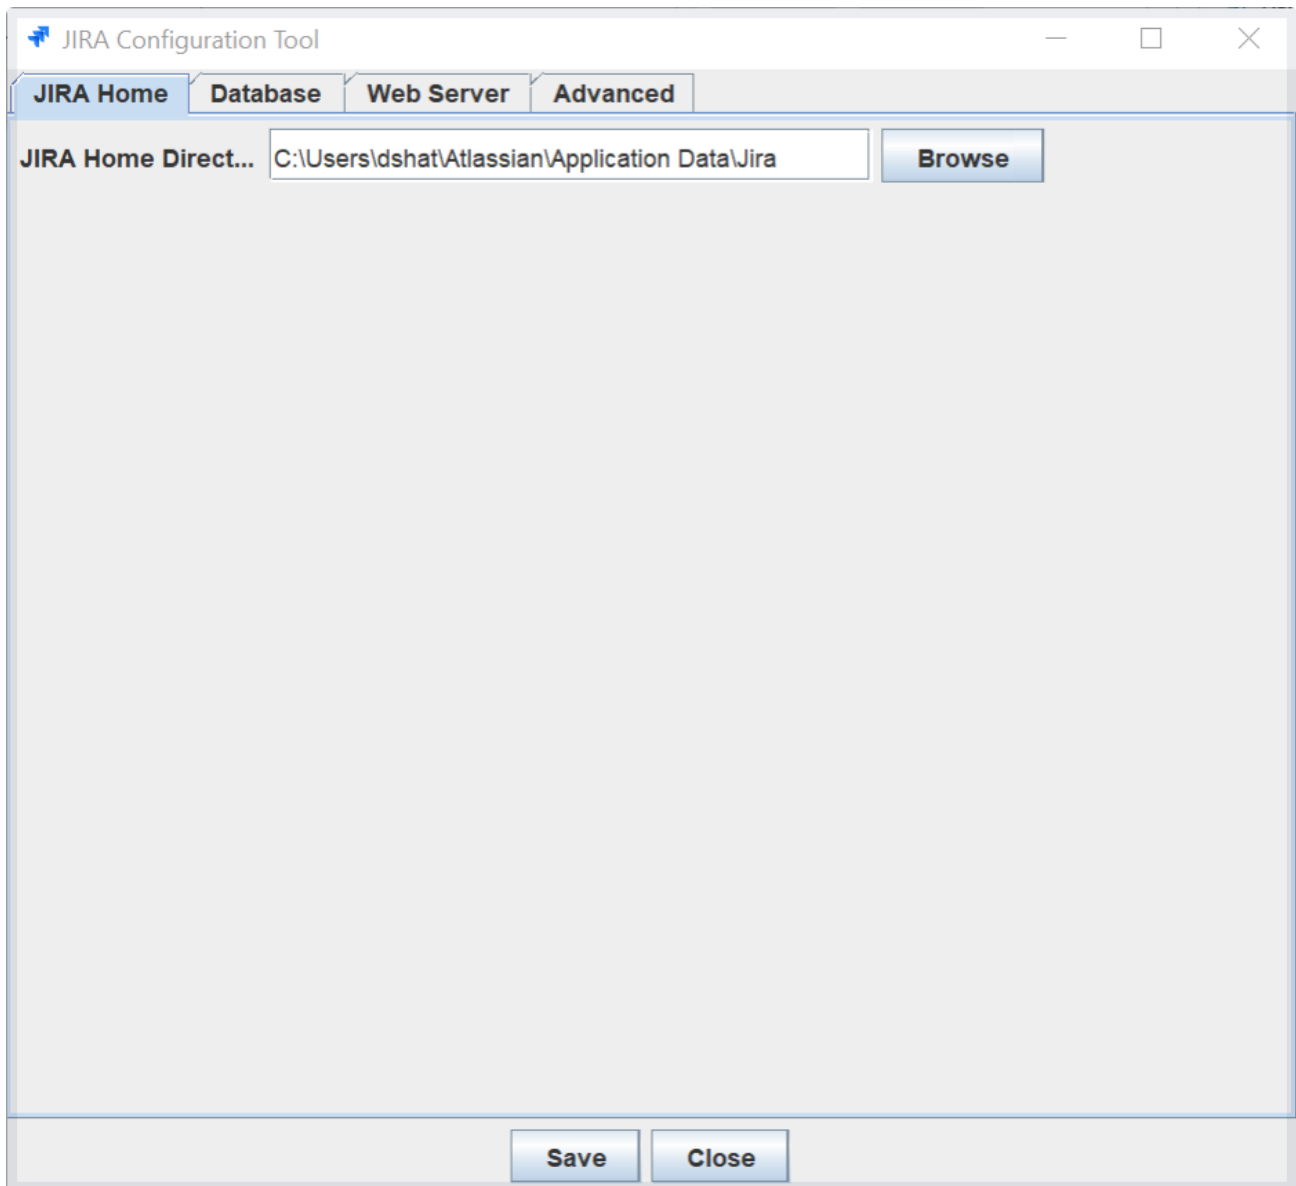 JIRA Configuration Tool
JIRA Home Database Web Server Advanced
JIRA Home Direct... C:\Users\dshat\Atlassian\Application Data\Jira Browse
Save Close